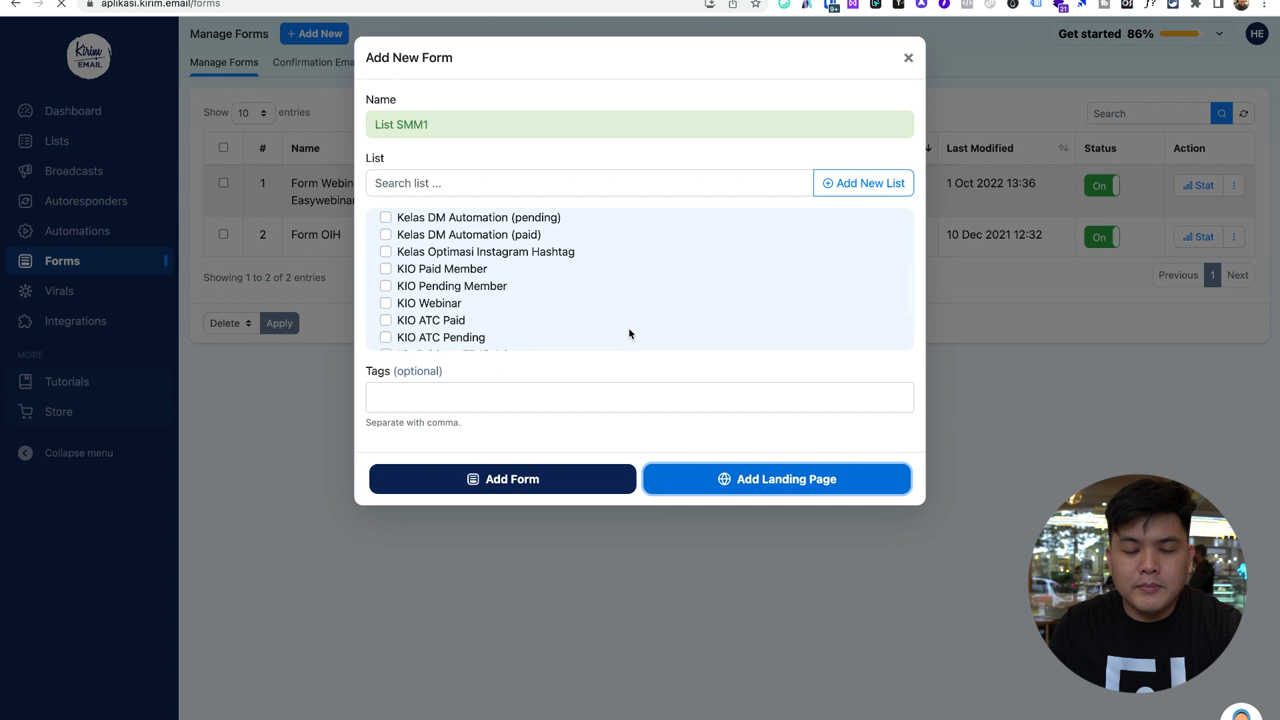 aplikasi.kirim.email/forms
9+
21
Kirim
EMAIL
Dashboard
Lists
Broadcasts
Autoresponders
Automations
Forms
Virals
Integrations
MORE
Tutorials
Store
Collapse menu
Manage Forms
+ Add New
Get started 86%
HE
Manage Forms
Confirmation Ema
Show 10 entries
Search
# Name Last Modified Status Action
1 Form Webin
Easywebinar
1 Oct 2022 13:36 On Stat
2 Form OIH 10 Dec 2021 12:32 On Stat
Showing 1 to 2 of 2 entries
Previous 1 Next
Delete Apply
Add New Form
Name
List SMM1
List
Search list ...
Add New List
Kelas DM Automation (pending)
Kelas DM Automation (paid)
Kelas Optimasi Instagram Hashtag
KIO Paid Member
KIO Pending Member
KIO Webinar
KIO ATC Paid
KIO ATC Pending
Tags (optional)
Separate with comma.
Add Form
Add Landing Page